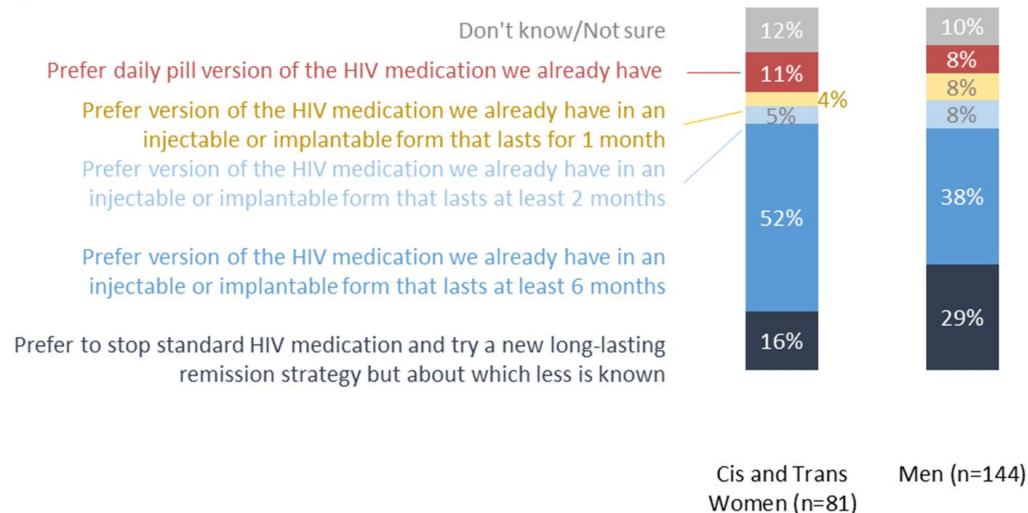 Don't know/Not sure
12%
10%
Prefer daily pill version of the HIV medication we already have
11%
8%
Prefer version of the HIV medication we already have in an
injectable or implantable form that lasts for 1 month
4%
8%
Prefer version of the HIV medication we already have in an
injectable or implantable form that lasts at least 2 months
5%
8%
Prefer version of the HIV medication we already have in an
injectable or implantable form that lasts at least 6 months
52%
38%
Prefer to stop standard HIV medication and try a new long-lasting
remission strategy but about which less is known
16%
29%
Cis and Trans
Women (n=81)
Men (n=144)